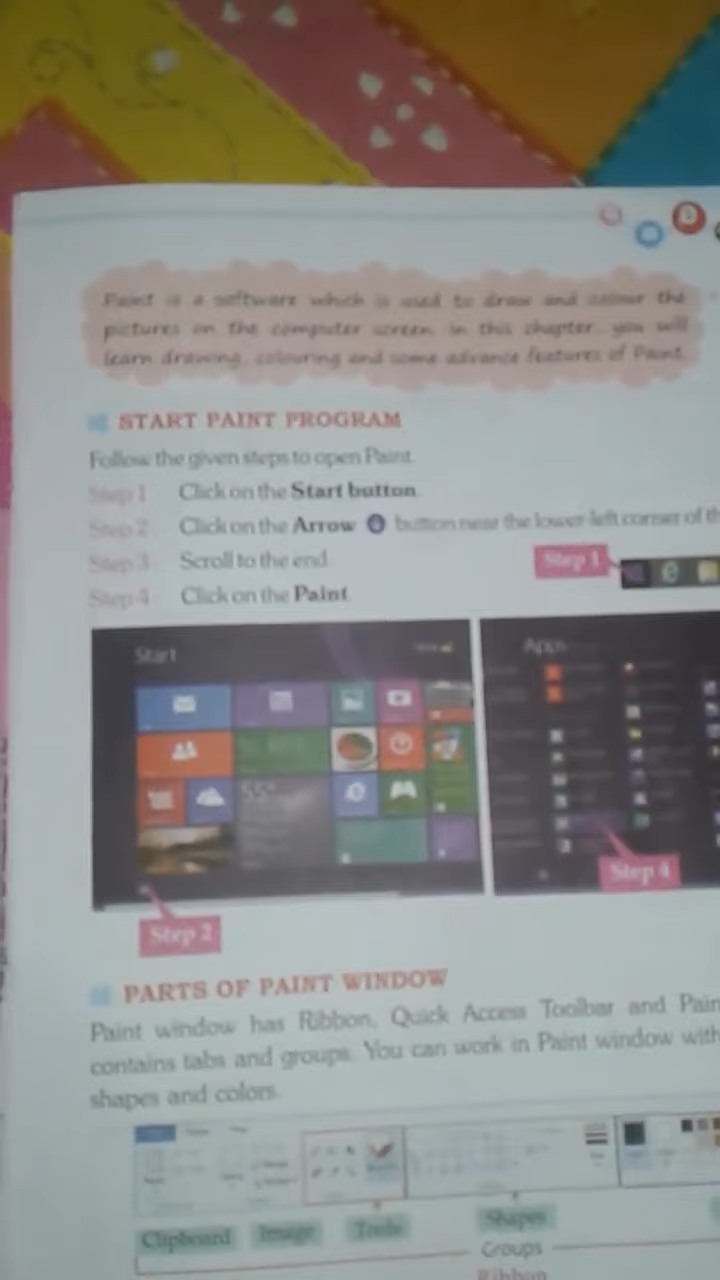 Paint is a software which is used to draw and colour the
pictures on the computer screen. In this chapter, you will
learn drawing, colouring and some advance features of Paint.
START PAINT PROGRAM
Follow the given steps to open Paint.
Step 1 Click on the Start button.
Step 2 Click on the Arrow button near the lower left corner of th
Step 3 Scroll to the end.
Step 4 Click on the Paint.
Step 1
Start
Apps
55°
Step 4
Step 2
PARTS OF PAINT WINDOW
Paint window has Ribbon, Quick Access Toolbar and Pain
contains tabs and groups. You can work in Paint window with
shapes and colors.
Clipboard Image Tools Shapes
Groups
Ribbon